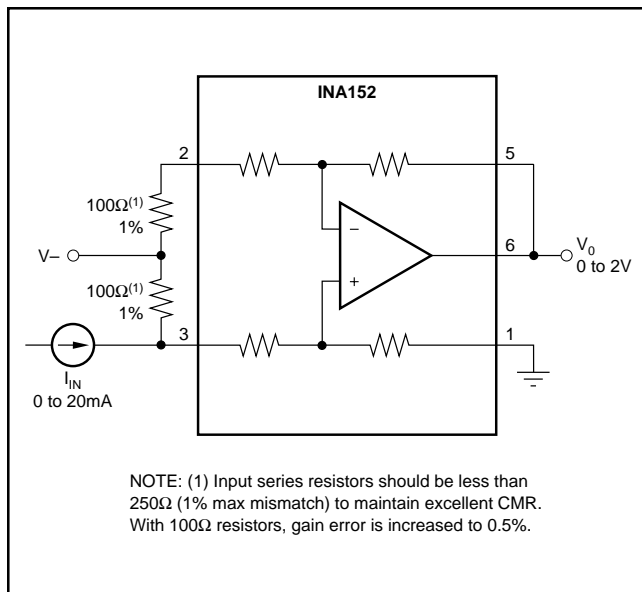 INA152
2
5
100Ω(1)
1%
–
V–
6
V0
0 to 2V
+
100Ω(1)
1%
3
1
IIN
0 to 20mA
NOTE: (1) Input series resistors should be less than
250Ω (1% max mismatch) to maintain excellent CMR.
With 100Ω resistors, gain error is increased to 0.5%.